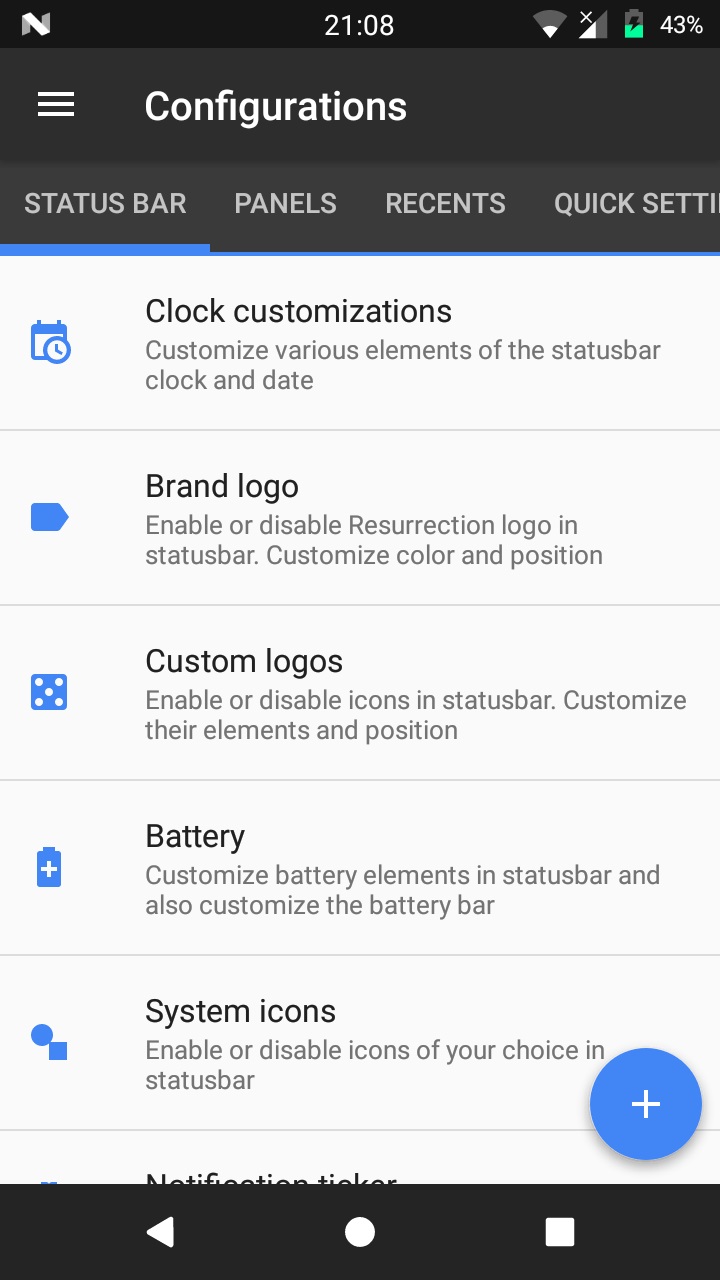 21:08
43%
Configurations
STATUS BAR
PANELS
RECENTS
QUICK SETTI
Clock customizations
Customize various elements of the statusbar
clock and date
Brand logo
Enable or disable Resurrection logo in
statusbar. Customize color and position
Custom logos
Enable or disable icons in statusbar. Customize
their elements and position
Battery
Customize battery elements in statusbar and
also customize the battery bar
System icons
Enable or disable icons of your choice in
statusbar
Notification ticker